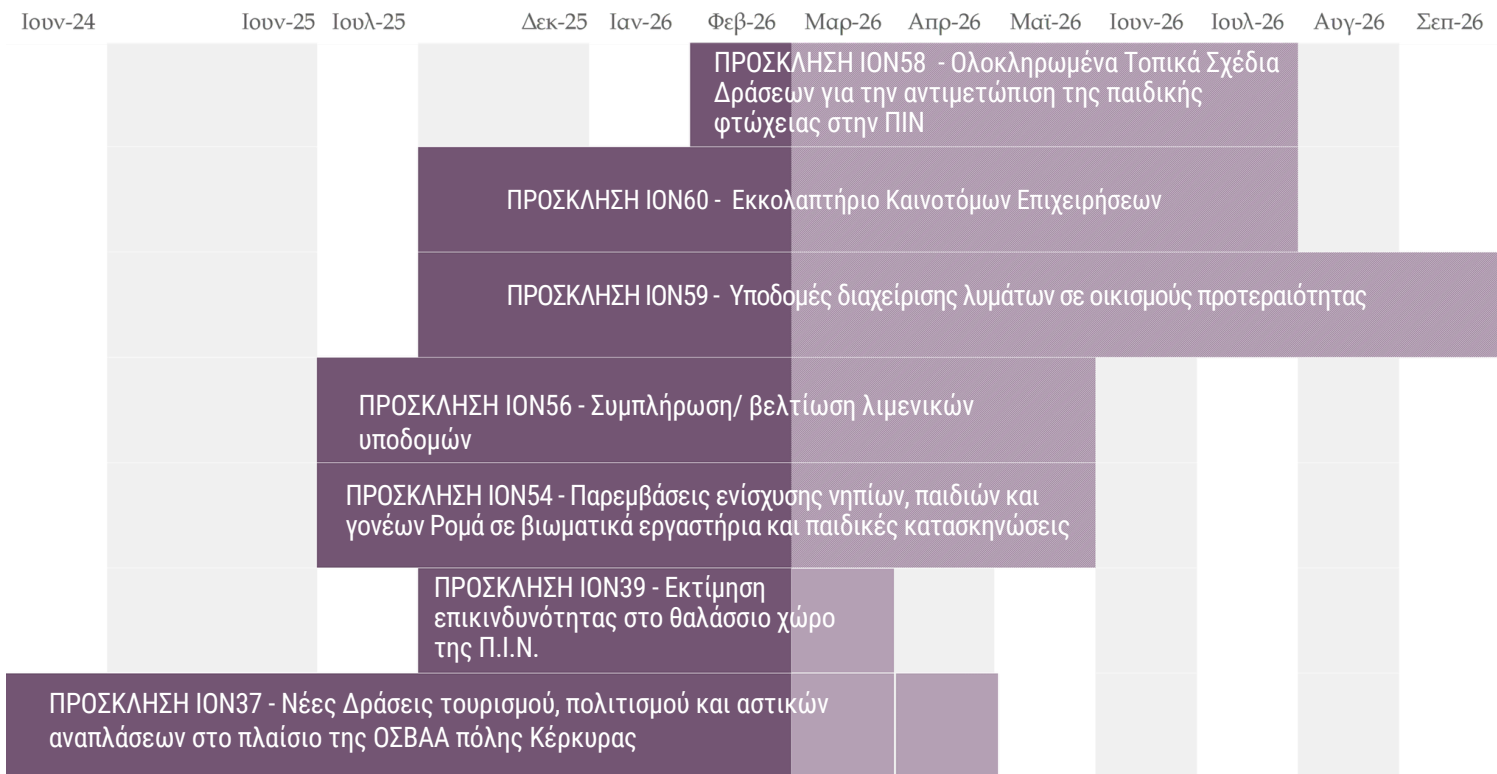 Ιουν-24 Ιουν-25 Ιουλ-25 Δεκ-25 Ιαν-26 Φεβ-26 Μαρ-26 Απρ-26 Μαϊ-26 Ιουν-26 Ιουλ-26 Αυγ-26 Σεπ-26
ΠΡΟΣΚΛΗΣΗ ΙΟΝ58 - Ολοκληρωμένα Τοπικά Σχέδια
Δράσεων για την αντιμετώπιση της παιδικής
φτώχειας στην ΠΙΝ
ΠΡΟΣΚΛΗΣΗ ΙΟΝ60 - Εκκολαπτήριο Καινοτόμων Επιχειρήσεων
ΠΡΟΣΚΛΗΣΗ ΙΟΝ59 - Υποδομές διαχείρισης λυμάτων σε οικισμούς προτεραιότητας
ΠΡΟΣΚΛΗΣΗ ΙΟΝ56 - Συμπλήρωση/ βελτίωση λιμενικών
υποδομών
ΠΡΟΣΚΛΗΣΗ ΙΟΝ54 - Παρεμβάσεις ενίσχυσης νηπίων, παιδιών και
γονέων Ρομά σε βιωματικά εργαστήρια και παιδικές κατασκηνώσεις
ΠΡΟΣΚΛΗΣΗ ΙΟΝ39 - Εκτίμηση
επικινδυνότητας στο θαλάσσιο χώρο
της Π.Ι.Ν.
ΠΡΟΣΚΛΗΣΗ ΙΟΝ37 - Νέες Δράσεις τουρισμού, πολιτισμού και αστικών
αναπλάσεων στο πλαίσιο της ΟΣΒΑΑ πόλης Κέρκυρας